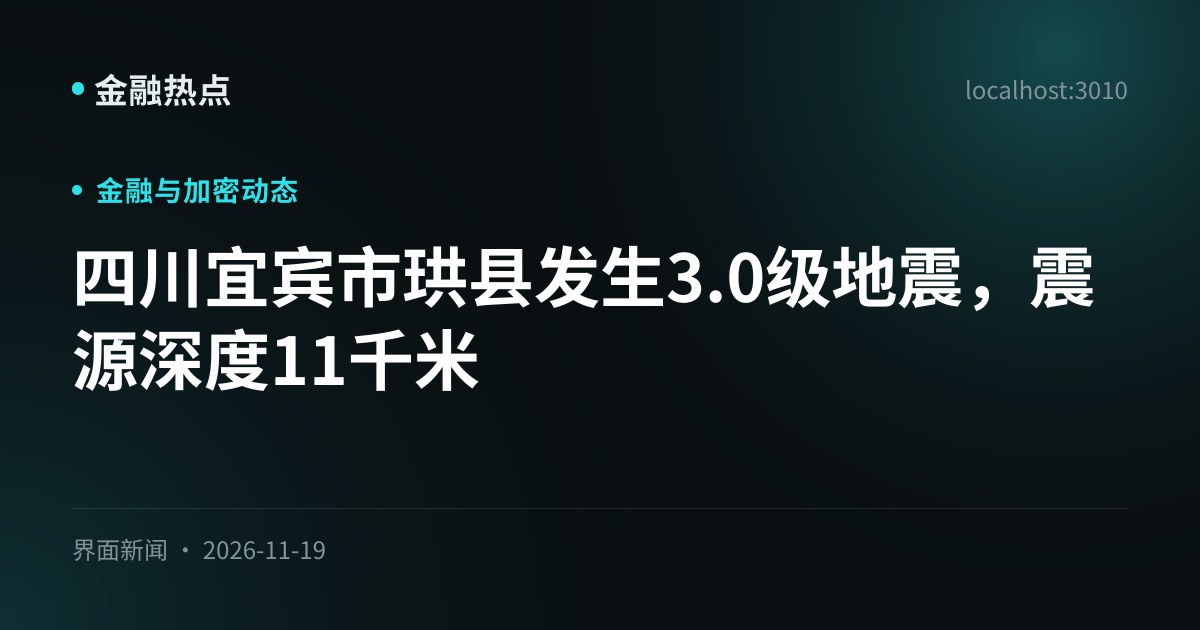 金融热点
localhost:3010
金融与加密动态
四川宜宾市珙县发生3.0级地震，震
源深度11千米
界面新闻 · 2026-11-19